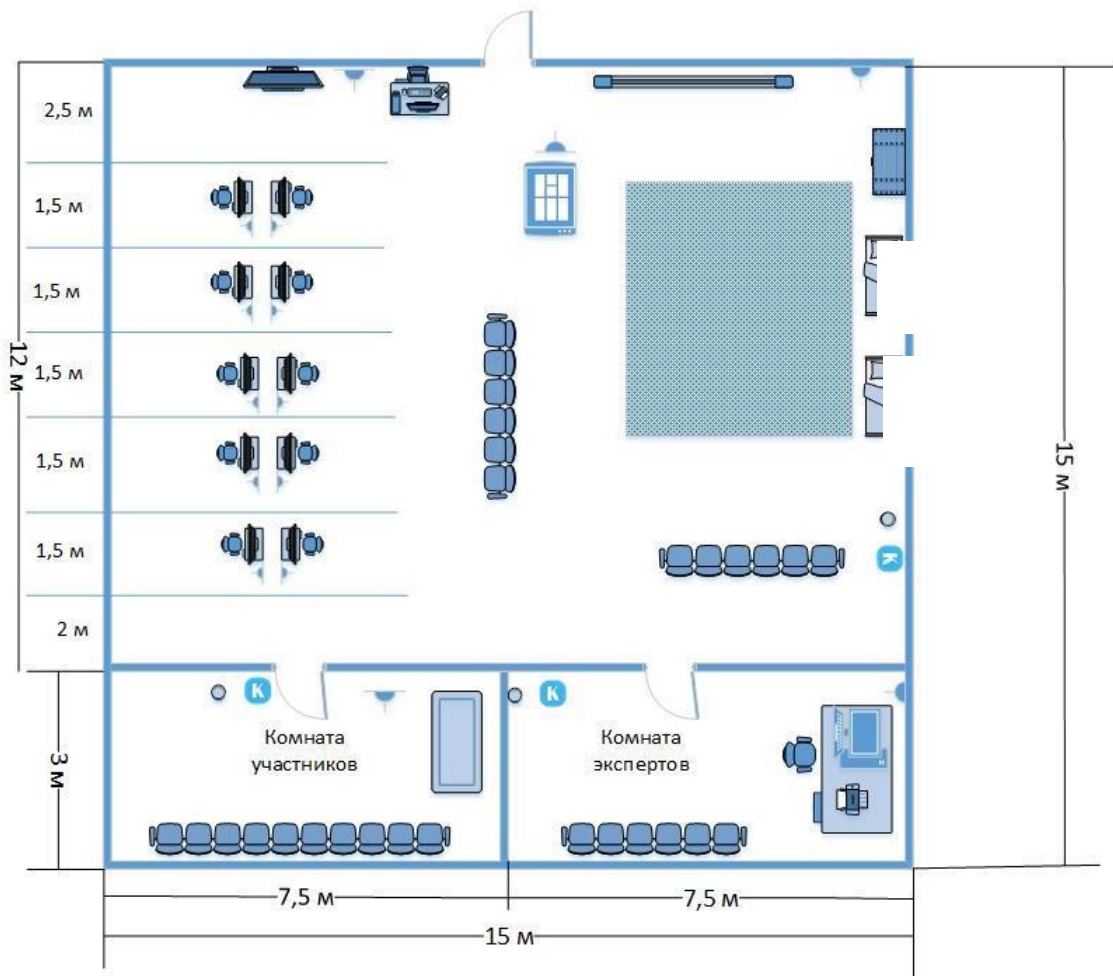 2,5 м
1,5 м
1,5 м
1,5 м
1,5 м
1,5 м
2 м
12 м
15 м
К
К
К
Комната
участников
Комната
экспертов
3 м
7,5 м
7,5 м
15 м